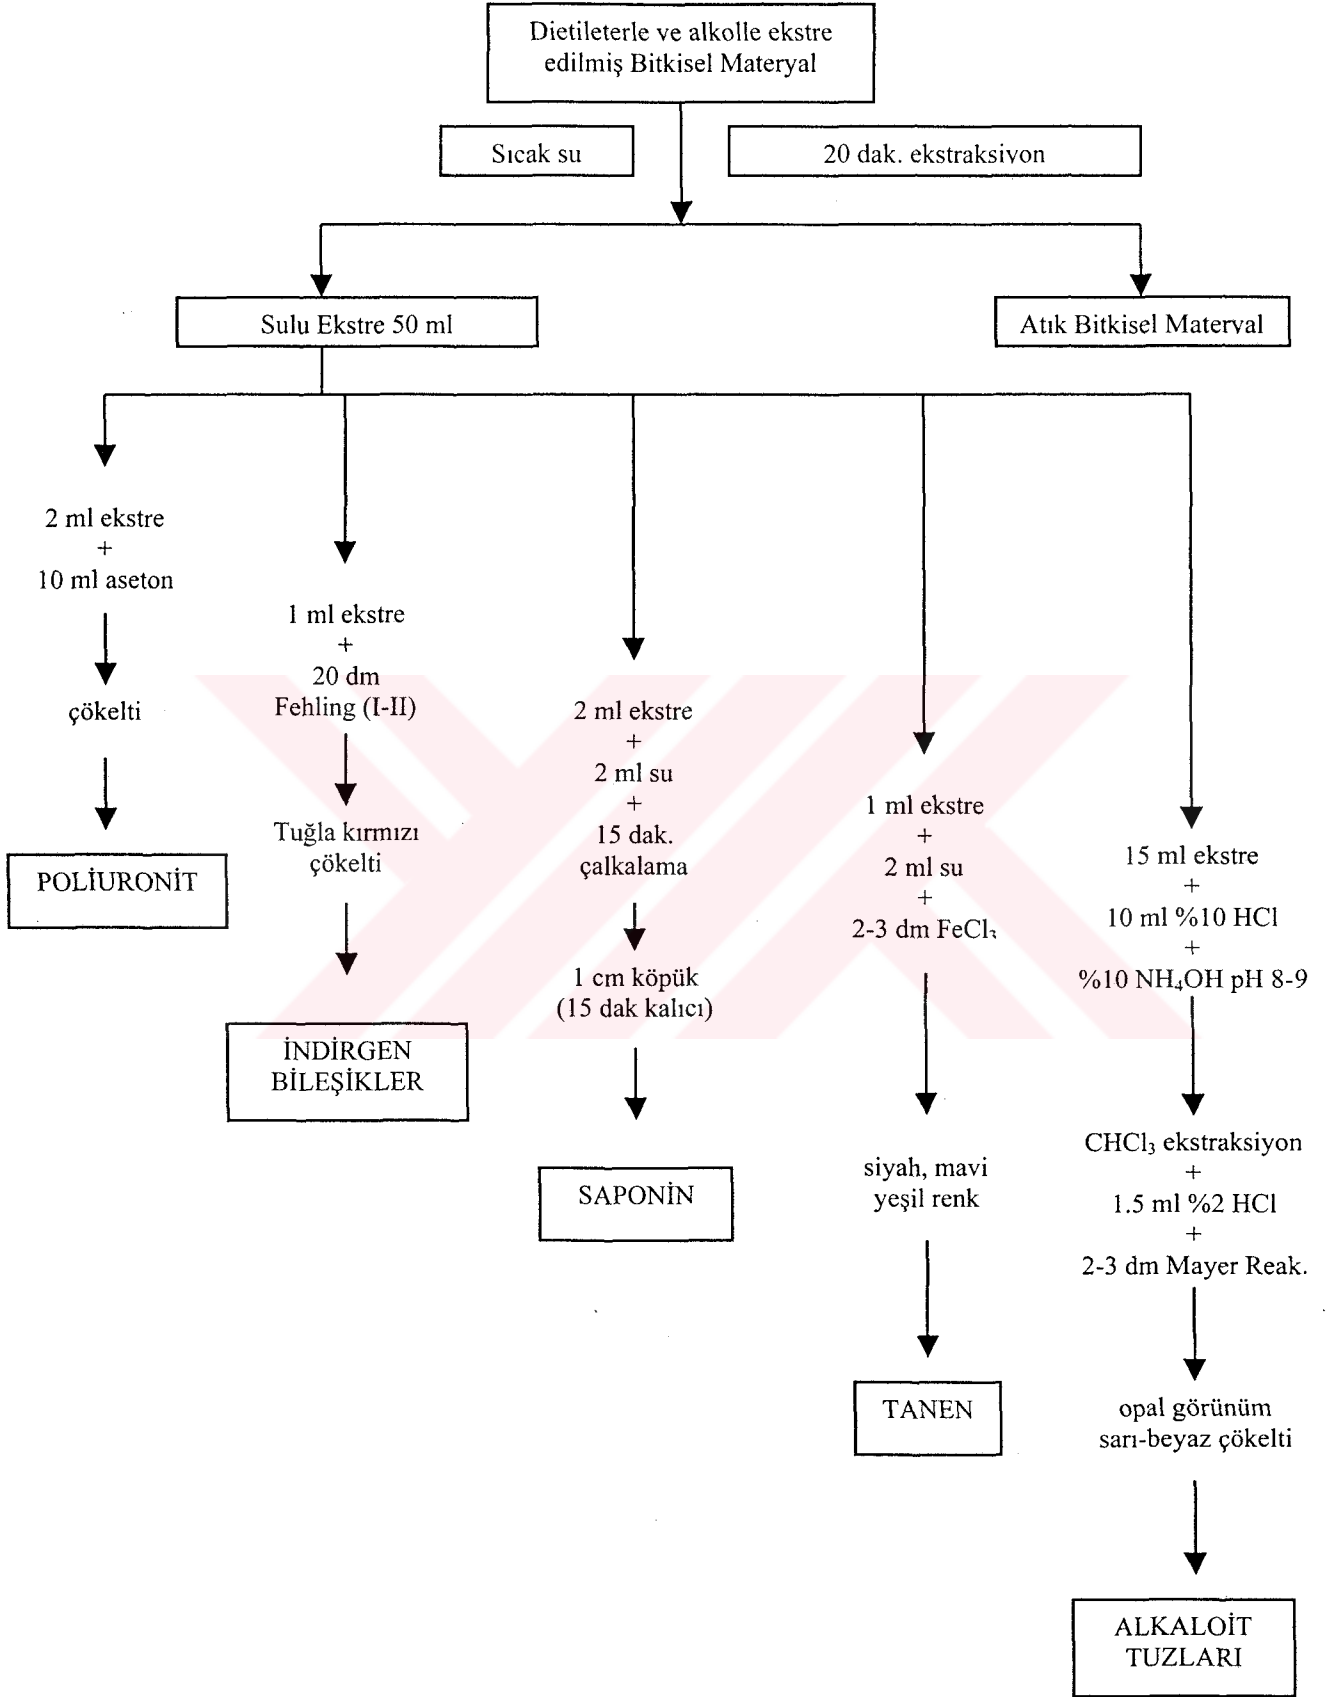 Dietileterle ve alkolle ekstre
edilmiş Bitkisel Materyal
Sıcak su
20 dak. ekstraksiyon
Sulu Ekstre 50 ml
Atık Bitkisel Materyal
2 ml ekstre
+
10 ml aseton
çökelti
POLİURONİT
1 ml ekstre
+
20 dm
Fehling (I-II)
Tuğla kırmızı
çökelti
İNDİRGEN
BİLEŞİKLER
2 ml ekstre
+
2 ml su
+
15 dak.
çalkalama
1 cm köpük
(15 dak kalıcı)
SAPONİN
1 ml ekstre
+
2 ml su
+
2-3 dm FeCl₃
siyah, mavi
yeşil renk
TANEN
15 ml ekstre
+
10 ml %10 HCl
+
%10 NH₄OH pH 8-9
CHCl₃ ekstraksiyon
+
1.5 ml %2 HCl
+
2-3 dm Mayer Reak.
opal görünüm
sarı-beyaz çökelti
ALKALOİT
TUZLARI